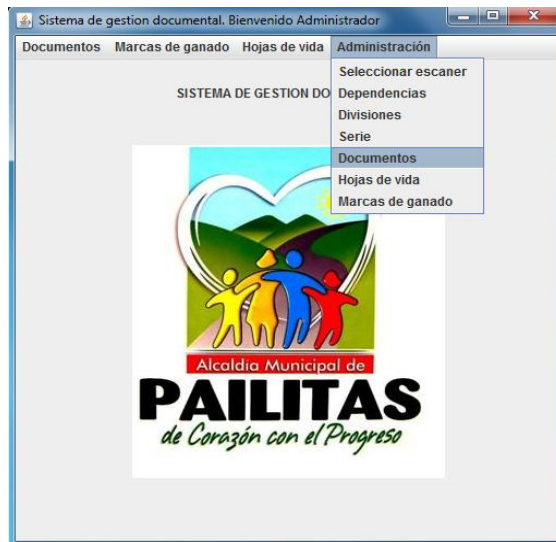 Sistema de gestion documental. Bienvenido Administrador
Documentos Marcas de ganado Hojas de vida Administración
Seleccionar escaner
SISTEMA DE GESTION DO
Dependencias
Divisiones
Serie
Documentos
Hojas de vida
Marcas de ganado
Alcaldia Municipal de
PAILITAS
de Corazón con el Progreso